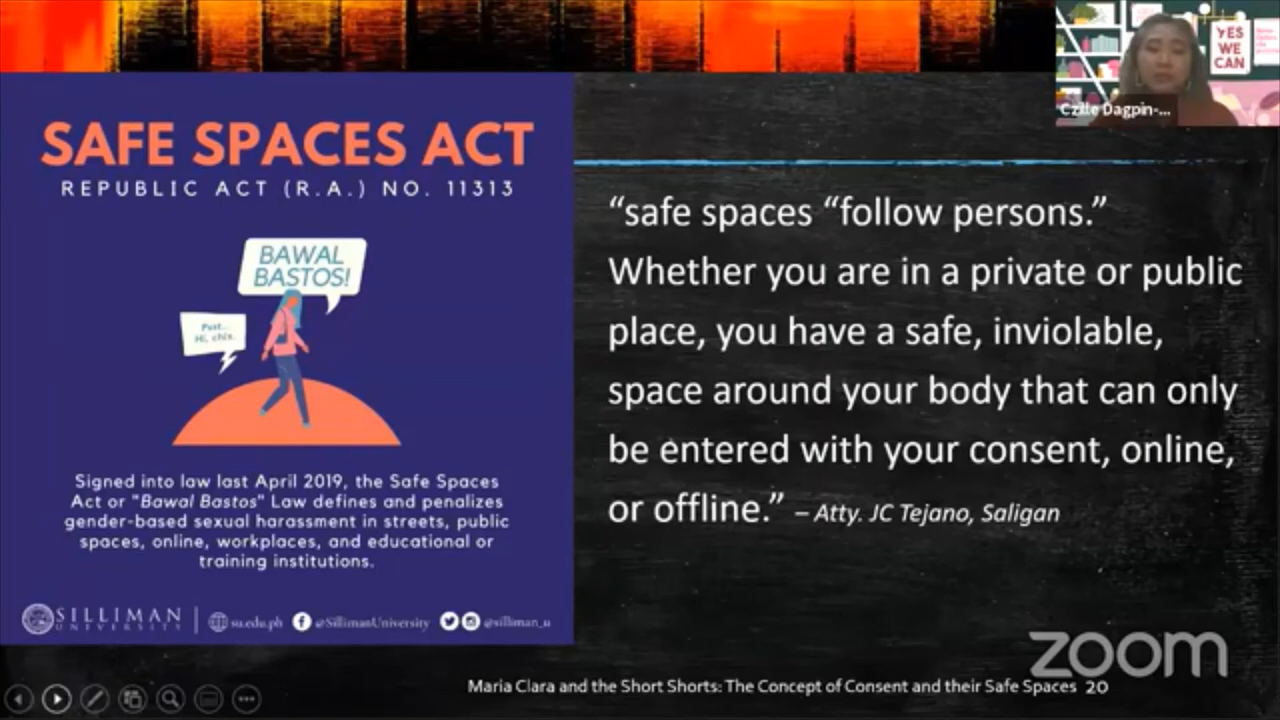 YES
WE
CAN
Czille Dagpin-...
SAFE SPACES ACT
REPUBLIC ACT (R.A.) NO. 11313
BAWAL
BASTOS!
Psst...
Hi, chix.
Signed into law last April 2019, the Safe Spaces
Act or "Bawal Bastos" Law defines and penalizes
gender-based sexual harassment in streets, public
spaces, online, workplaces, and educational or
training institutions.
SILLIMAN
UNIVERSITY
su.edu.ph
@SillimanUniversity
@silliman_u
“safe spaces “follow persons.”
Whether you are in a private or public
place, you have a safe, inviolable,
space around your body that can only
be entered with your consent, online,
or offline.” – Atty. JC Tejano, Saligan
zoom
Maria Clara and the Short Shorts: The Concept of Consent and their Safe Spaces 20